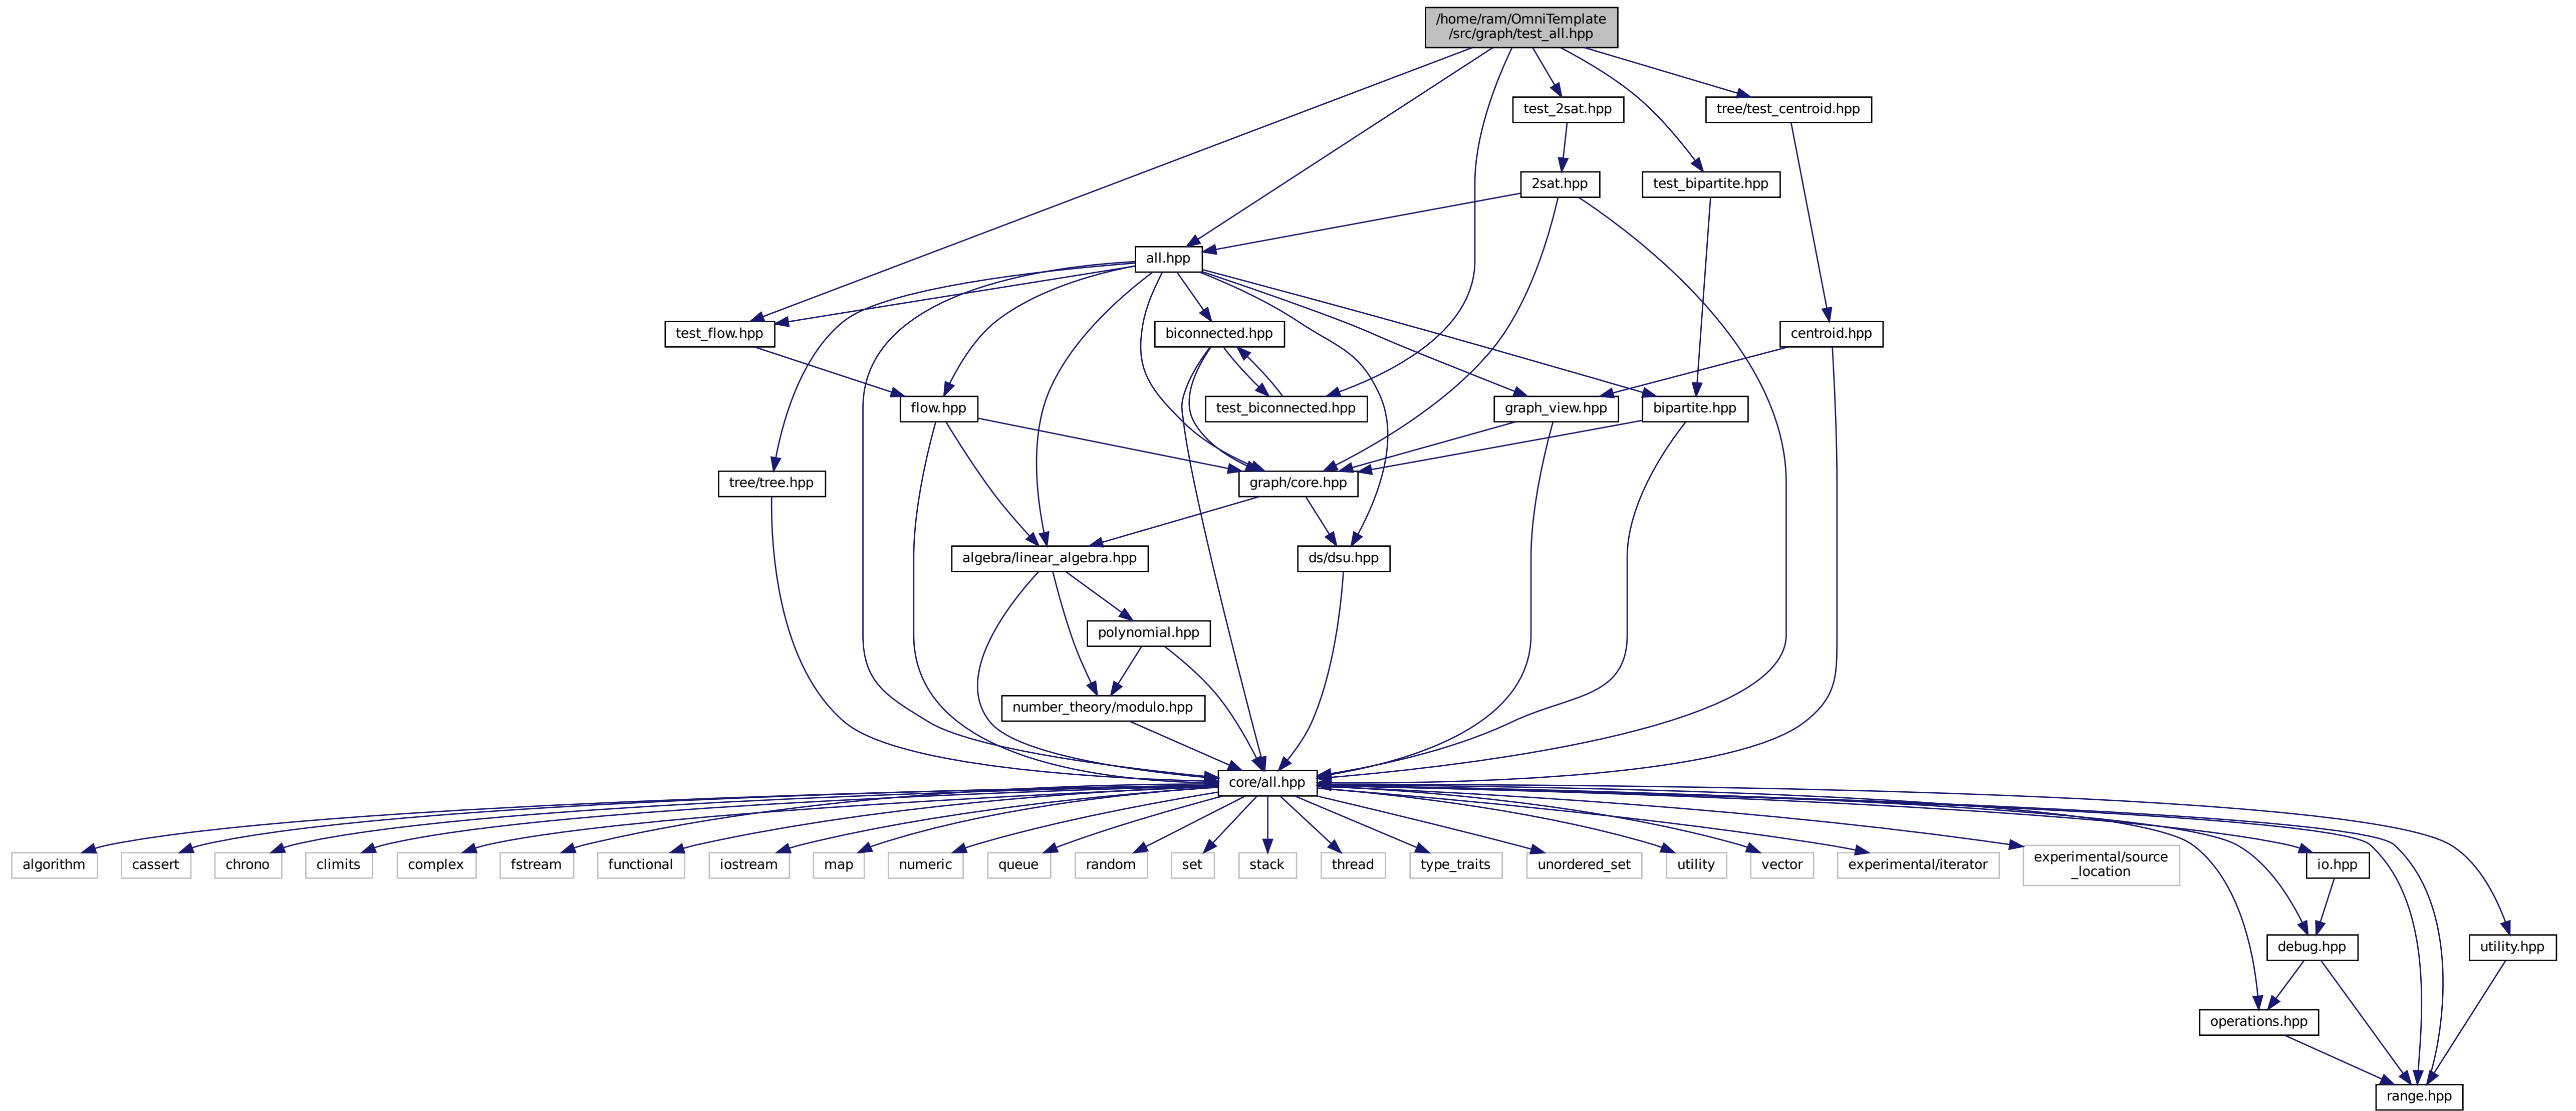 /home/ram/OmniTemplate
/src/graph/test_all.hpp
test_2sat.hpp
tree/test_centroid.hpp
2sat.hpp
test_bipartite.hpp
all.hpp
test_flow.hpp
biconnected.hpp
centroid.hpp
flow.hpp
test_biconnected.hpp
graph_view.hpp
bipartite.hpp
tree/tree.hpp
graph/core.hpp
algebra/linear_algebra.hpp
ds/dsu.hpp
polynomial.hpp
number_theory/modulo.hpp
core/all.hpp
algorithm
cassert
chrono
climits
complex
fstream
functional
iostream
map
numeric
queue
random
set
stack
thread
type_traits
unordered_set
utility
vector
experimental/iterator
experimental/source
_location
io.hpp
debug.hpp
utility.hpp
operations.hpp
range.hpp